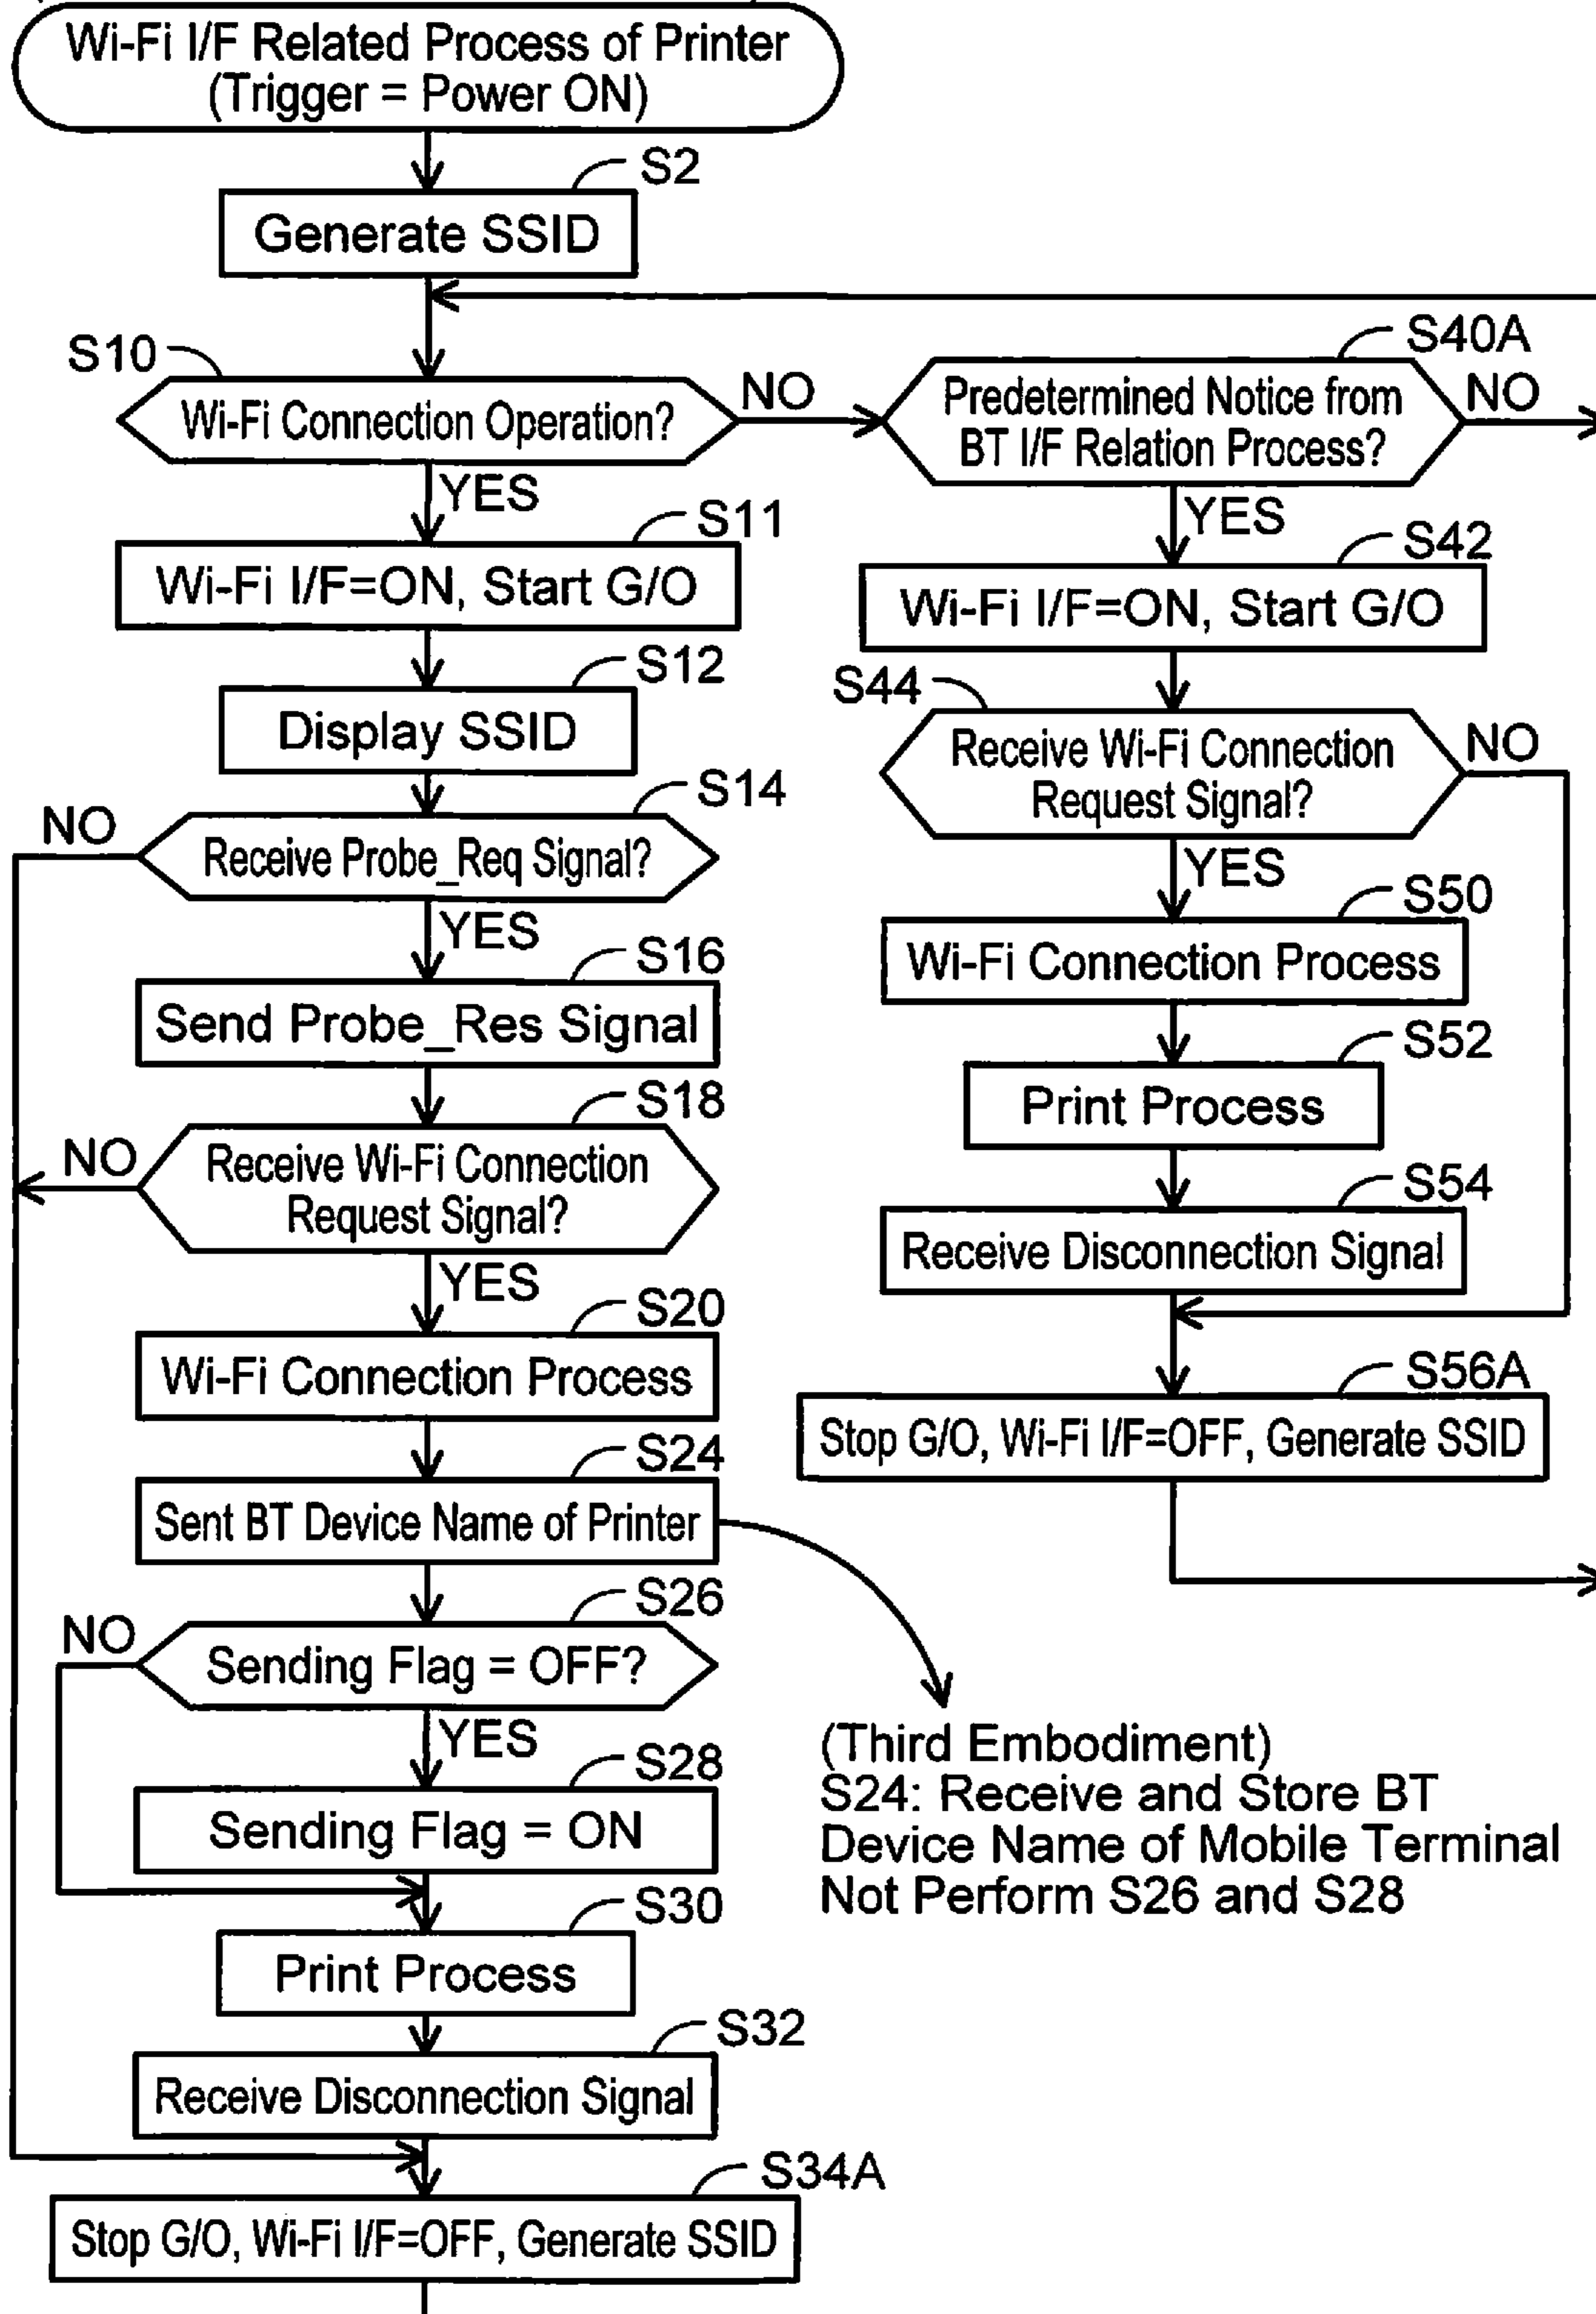 Wi-Fi I/F Related Process of Printer
(Trigger = Power ON)
S2
Generate SSID
S10
Wi-Fi Connection Operation?
NO
YES
S11
Wi-Fi I/F=ON, Start G/O
S12
Display SSID
S14
NO
Receive Probe_Req Signal?
YES
S16
Send Probe_Res Signal
S18
NO
Receive Wi-Fi Connection
Request Signal?
YES
S20
Wi-Fi Connection Process
S24
Sent BT Device Name of Printer
S26
NO
Sending Flag = OFF?
YES
S28
Sending Flag = ON
S30
Print Process
S32
Receive Disconnection Signal
S34A
Stop G/O, Wi-Fi I/F=OFF, Generate SSID
S40A
Predetermined Notice from
BT I/F Relation Process?
NO
YES
S42
Wi-Fi I/F=ON, Start G/O
S44
Receive Wi-Fi Connection
Request Signal?
NO
YES
S50
Wi-Fi Connection Process
S52
Print Process
S54
Receive Disconnection Signal
S56A
Stop G/O, Wi-Fi I/F=OFF, Generate SSID
(Third Embodiment)
S24: Receive and Store BT
Device Name of Mobile Terminal
Not Perform S26 and S28